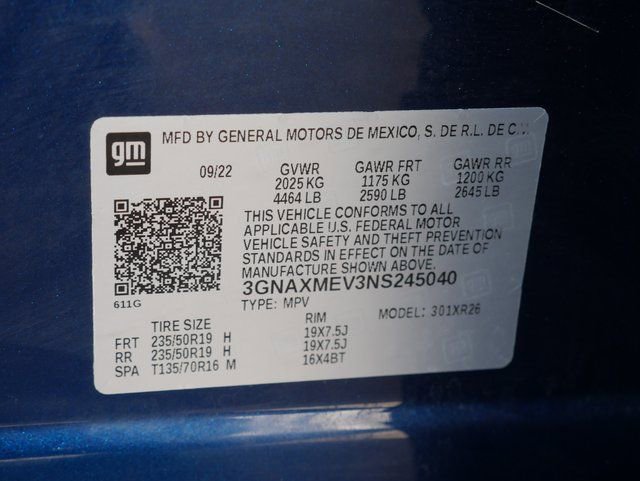 gm
MFD BY GENERAL MOTORS DE MEXICO, S. DE R.L. DE C.V.
09/22 GVWR GAWR FRT GAWR RR
2025 KG 1175 KG 1200 KG
4464 LB 2590 LB 2645 LB
THIS VEHICLE CONFORMS TO ALL
APPLICABLE U.S. FEDERAL MOTOR
VEHICLE SAFETY AND THEFT PREVENTION
STANDARDS IN EFFECT ON THE DATE OF
MANUFACTURE SHOWN ABOVE.
3GNAXMEV3NS245040
611G
TYPE: MPV MODEL: 301XR26
TIRE SIZE RIM
FRT 235/50R19 H 19X7.5J
RR 235/50R19 H 19X7.5J
SPA T135/70R16 M 16X4BT